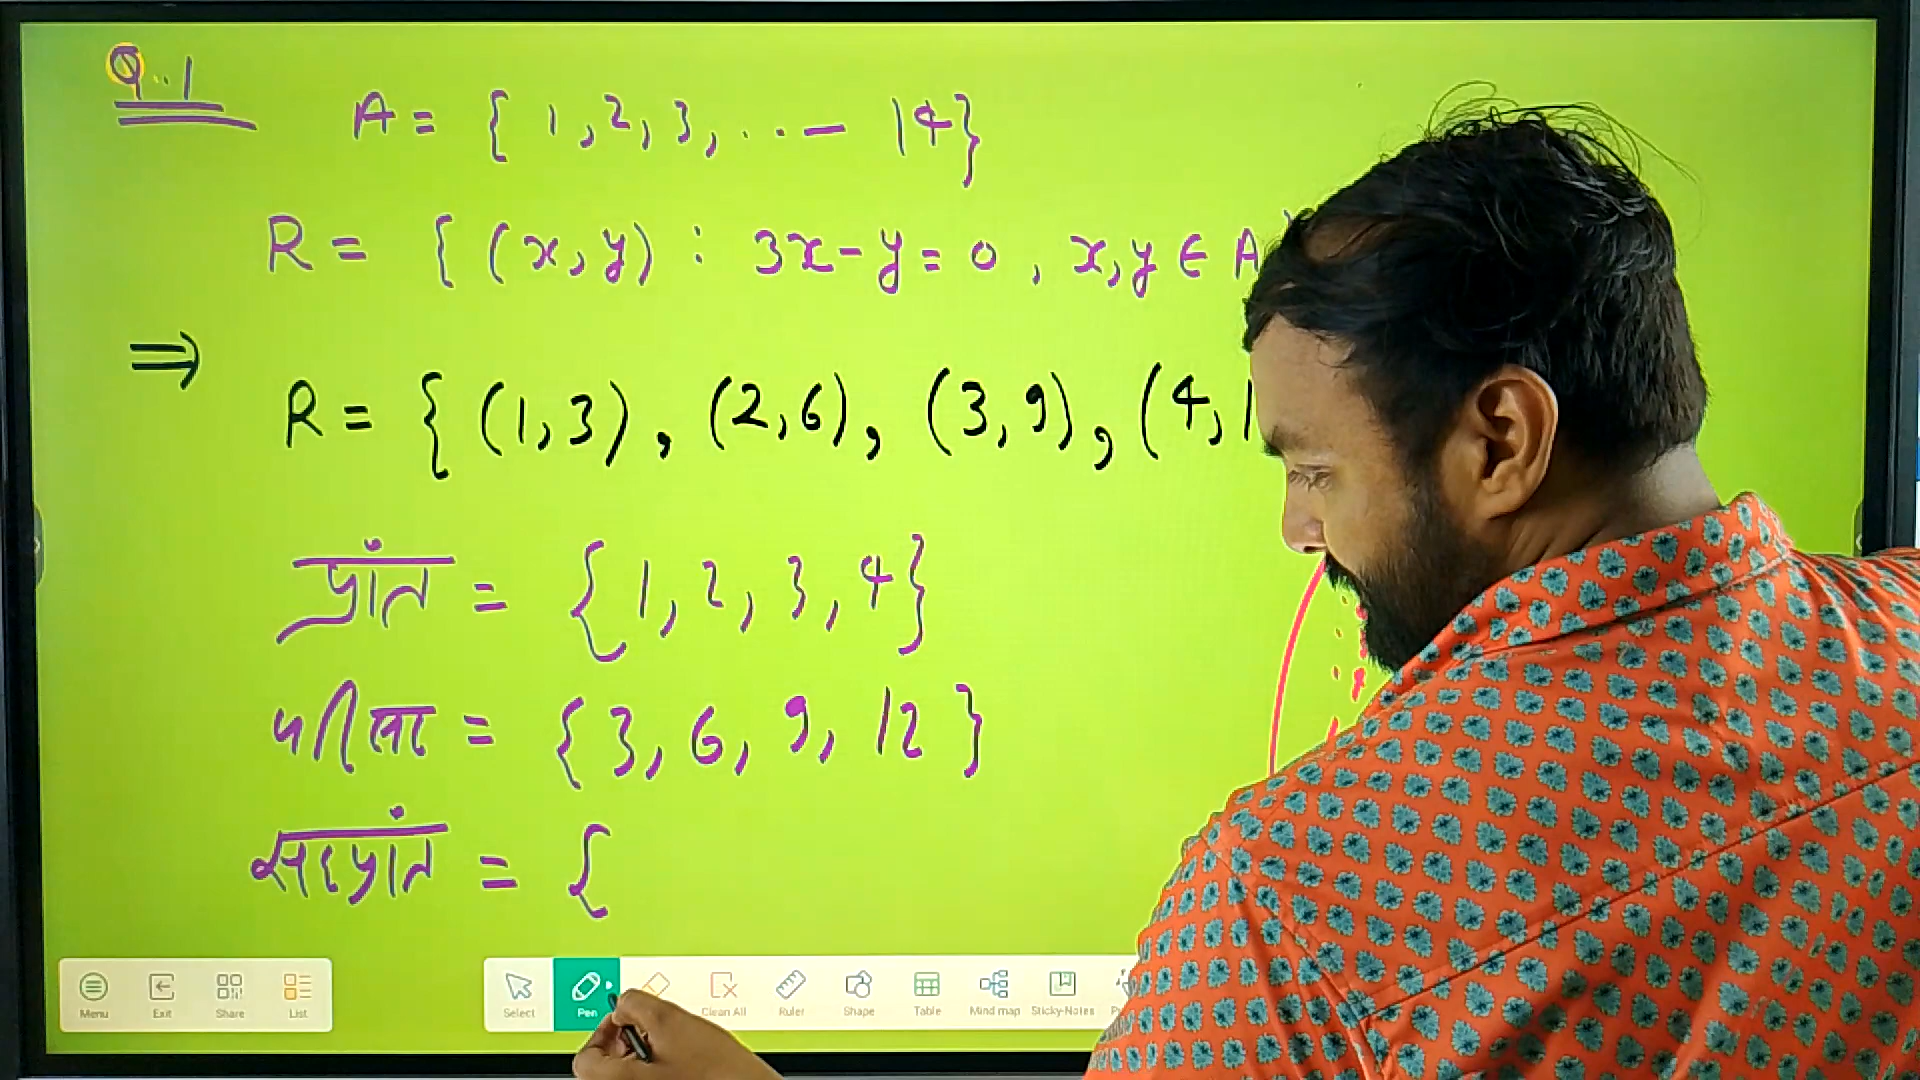 Q.1
A = { 1, 2, 3, ... — 14}
R = { (x, y) : 3x - y = 0, x, y ∈ A
⇒ R = { (1, 3), (2, 6), (3, 9), (4, 1
प्रांत = {1, 2, 3, 4}
= {3, 6, 9, 12 }
सहप्रांत = {
Menu Exit Share List Select Pen Clean All Ruler Shape Table Mind map Sticky-Notes